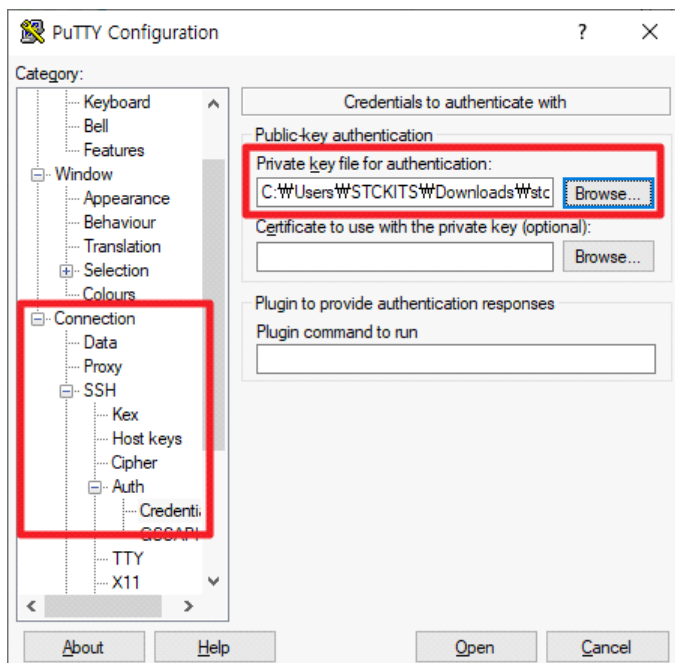 PuTTY Configuration
?
Category:
Keyboard
Bell
Features
Window
Appearance
Behaviour
Translation
Selection
Colours
Connection
Data
Proxy
SSH
Kex
Host keys
Cipher
Auth
Credenti
GSSAPI
TTY
X11
Credentials to authenticate with
Public-key authentication
Private key file for authentication:
C:₩Users₩STCKITS₩Downloads₩stc
Browse...
Certificate to use with the private key (optional):
Browse...
Plugin to provide authentication responses
Plugin command to run
About
Help
Open
Cancel